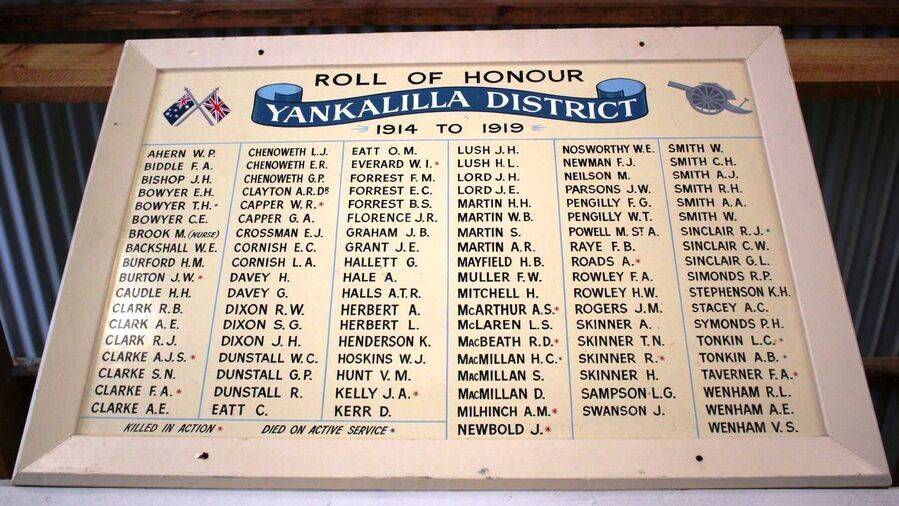 ROLL OF HONOUR
YANKALILLA DISTRICT
1914 TO 1919
AHERN W.P.
BIDDLE F.A.
BISHOP J.H.
BOWYER E.H.
BOWYER T.H.*
BOWYER C.E.
BROOK M. (NURSE)
BACKSHALL W.E.
BURFORD H.M.
BURTON J.W.*
CAUDLE H.H.
CLARK R.B.
CLARK A.E.
CLARK R.J.
CLARKE A.J.S.*
CLARKE S.N.
CLARKE F.A.*
CLARKE A.E.
CHENOWETH L.J.
CHENOWETH E.R.
CHENOWETH G.P.
CLAYTON A.R. DR
CAPPER W.R.*
CAPPER G.A.
CROSSMAN E.J.
CORNISH E.C.
CORNISH L.A.
DAVEY H.
DAVEY G.
DIXON R.W.
DIXON S.G.
DIXON J.H.
DUNSTALL W.C.
DUNSTALL G.P.
DUNSTALL R.
EATT C.
EATT O.M.
EVERARD W.I.*
FORREST F.M.
FORREST E.C.
FORREST B.S.
FLORENCE J.R.
GRAHAM J.B.
GRANT J.E.
HALLETT G.
HALE A.
HALLS A.T.R.
HERBERT A.
HERBERT L.
HENDERSON K.
HOSKINS W.J.
HUNT V.M.
KELLY J.A.*
KERR D.
LUSH J.H.
LUSH H.L.
LORD J.H.
LORD J.E.
MARTIN H.H.
MARTIN W.B.
MARTIN S.
MARTIN A.R.
MAYFIELD H.B.
MULLER F.W.
MITCHELL H.
McARTHUR A.S.*
McLAREN L.S.
MacBEATH R.D.*
MacMILLAN H.C.*
MacMILLAN S.
MacMILLAN D.
MILHINCH A.M.*
NEWBOLD J.*
NOSWORTHY W.E.
NEWMAN F.J.
NEILSON M.
PARSONS J.W.
PENGILLY F.G.
PENGILLY W.T.
POWELL M. ST A.
RAYE F.B.
ROADS A.*
ROWLEY F.A.
ROWLEY H.W.
ROGERS J.M.
SKINNER A.
SKINNER T.N.
SKINNER R.*
SKINNER H.
SAMPSON L.G.
SWANSON J.
SMITH W.
SMITH C.H.
SMITH A.J.
SMITH R.H.
SMITH A.A.
SMITH W.
SINCLAIR R.J.*
SINCLAIR C.W.
SINCLAIR G.L.
SIMONDS R.P.
STEPHENSON K.H.
STACEY A.C.
SYMONDS P.H.
TONKIN L.C.*
TONKIN A.B.*
TAVERNER F.A.*
WENHAM R.L.
WENHAM A.E.
WENHAM V.S.
KILLED IN ACTION * DIED ON ACTIVE SERVICE *